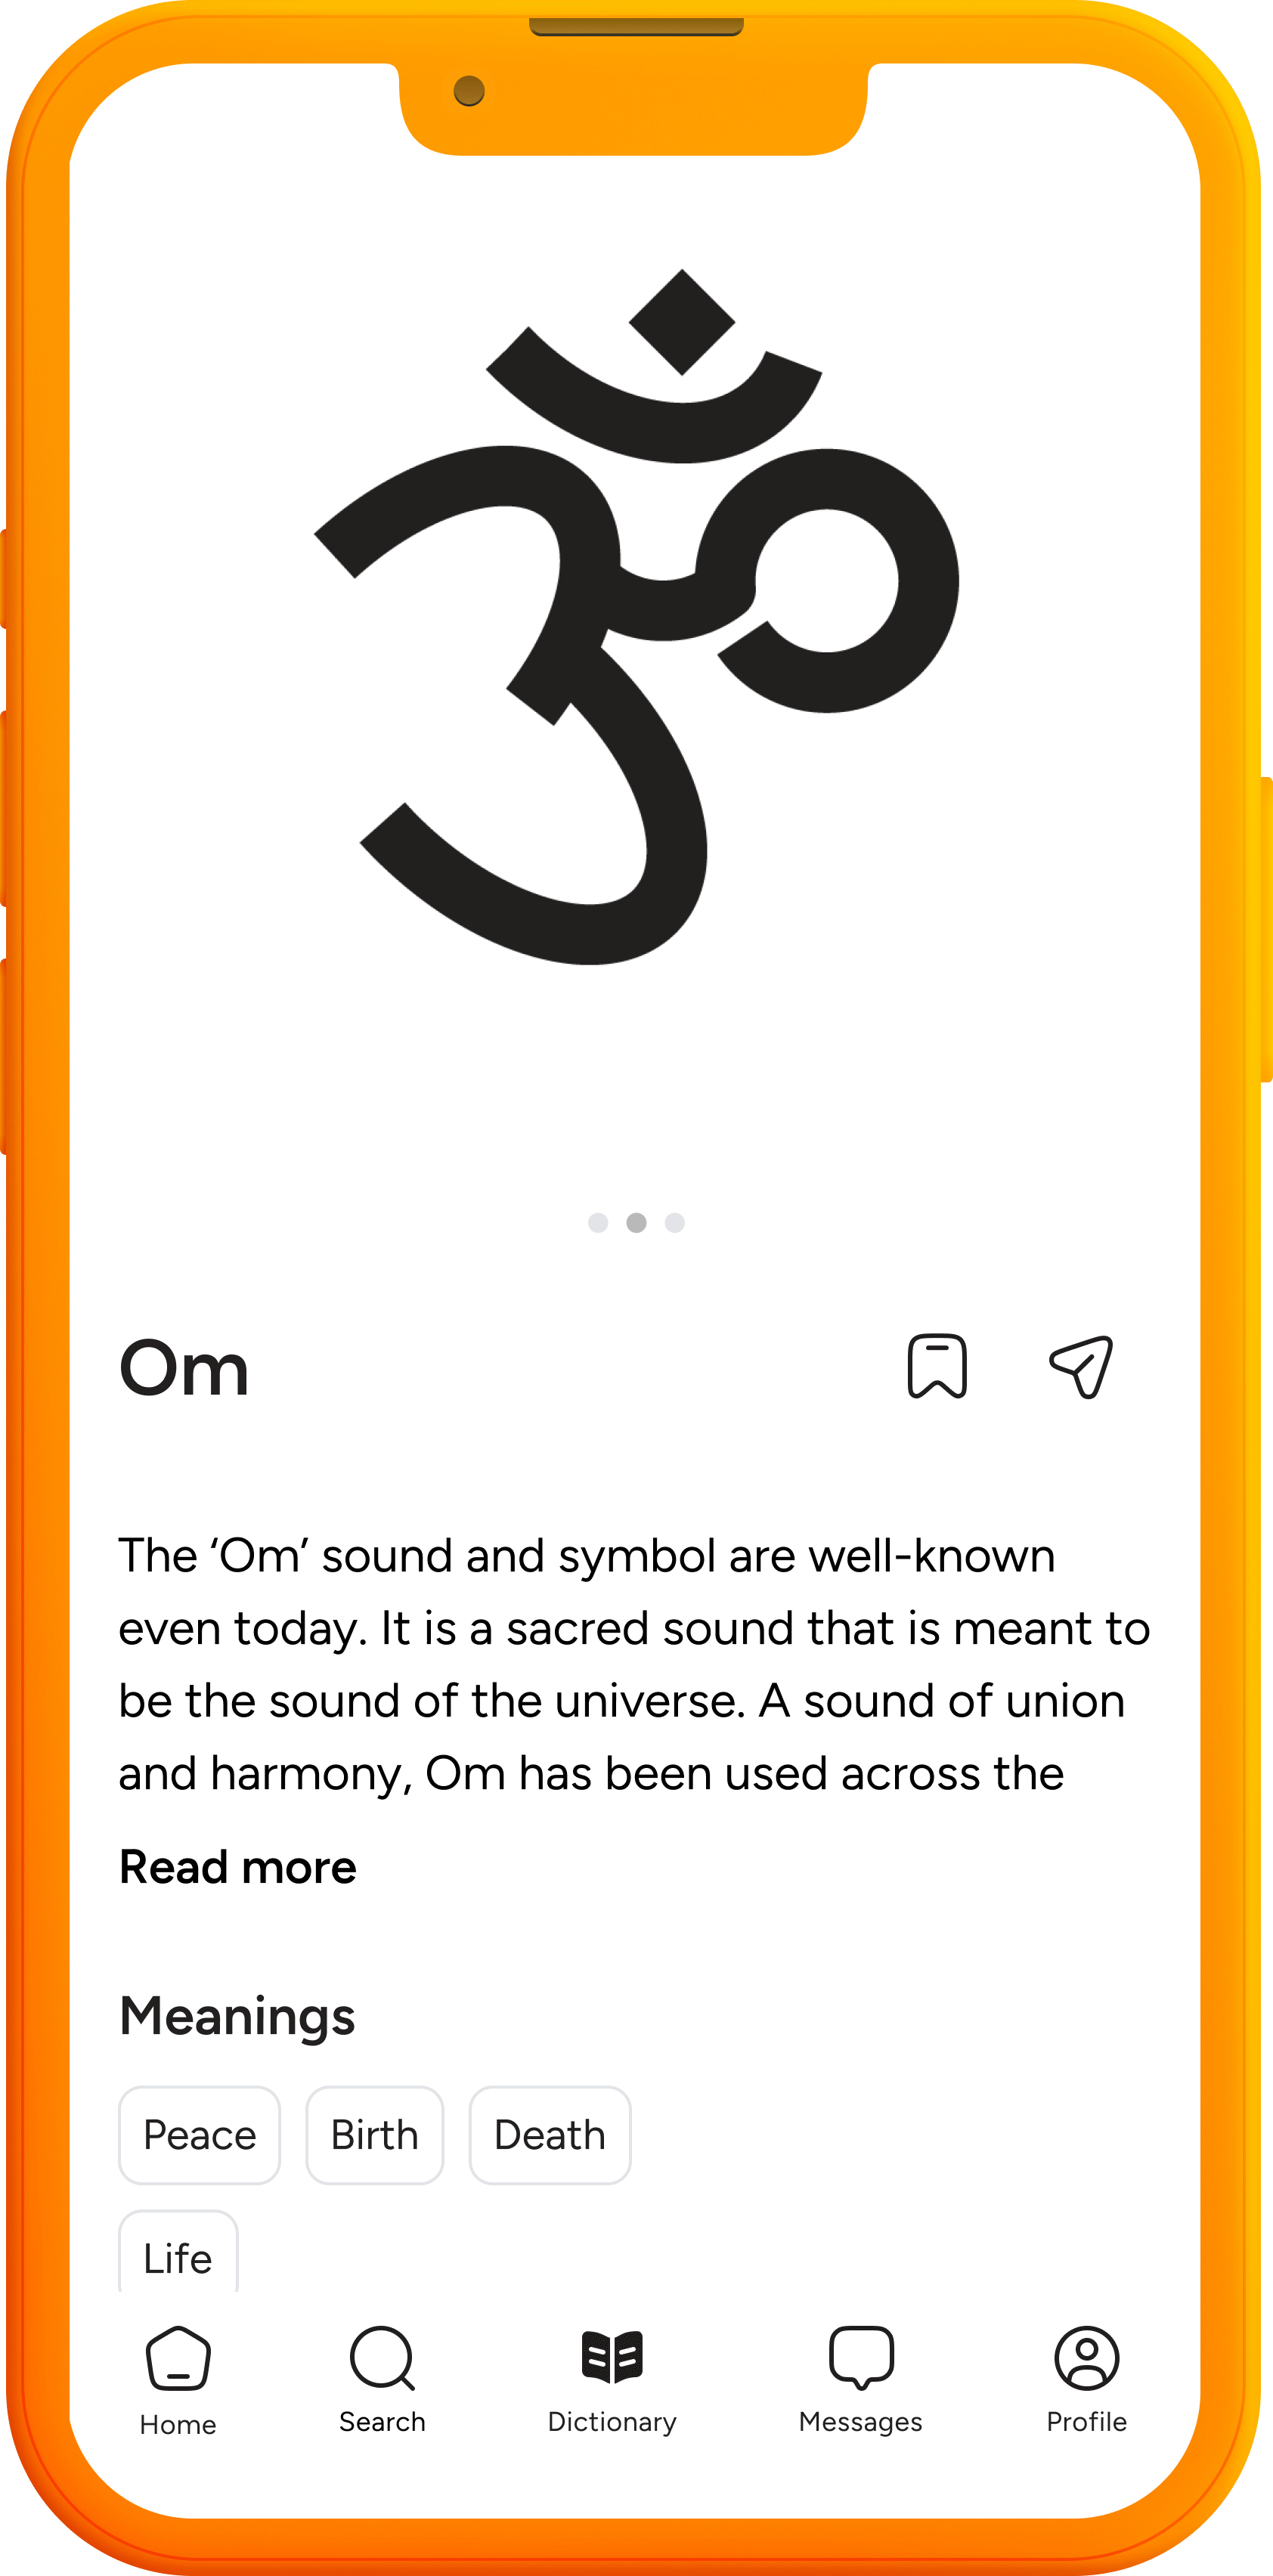 ॐ
Om
The ‘Om’ sound and symbol are well-known
even today. It is a sacred sound that is meant to
be the sound of the universe. A sound of union
and harmony, Om has been used across the
Read more
Meanings
Peace Birth Death
Life
Home Search Dictionary Messages Profile